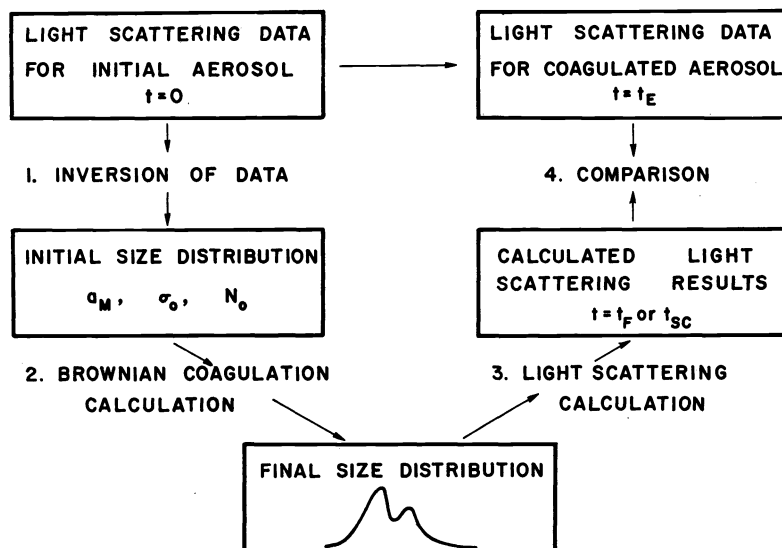 LIGHT SCATTERING DATA
FOR INITIAL AEROSOL
t=0
LIGHT SCATTERING DATA
FOR COAGULATED AEROSOL
t=t_E
1. INVERSION OF DATA
4. COMPARISON
INITIAL SIZE DISTRIBUTION
a_M, σ_o, N_o
CALCULATED LIGHT
SCATTERING RESULTS
t=t_F or t_SC
2. BROWNIAN COAGULATION
CALCULATION
3. LIGHT SCATTERING
CALCULATION
FINAL SIZE DISTRIBUTION